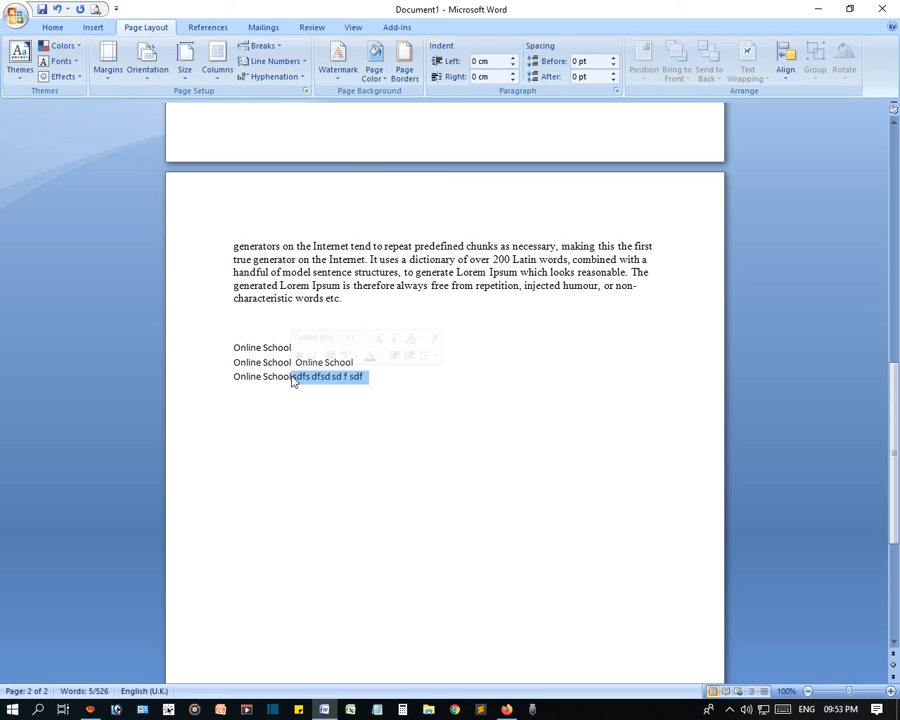 Document1 - Microsoft Word
Home Insert Page Layout References Mailings Review View Add-Ins
Themes
Colors
Fonts
Effects
Themes
Margins
Orientation
Size
Columns
Breaks
Line Numbers
Hyphenation
Page Setup
Watermark
Page Color
Page Borders
Page Background
Indent
Left: 0 cm
Right: 0 cm
Spacing
Before: 0 pt
After: 0 pt
Paragraph
Position
Bring to Front
Send to Back
Text Wrapping
Align
Group
Rotate
Arrange
generators on the Internet tend to repeat predefined chunks as necessary, making this the first
true generator on the Internet. It uses a dictionary of over 200 Latin words, combined with a
handful of model sentence structures, to generate Lorem Ipsum which looks reasonable. The
generated Lorem Ipsum is therefore always free from repetition, injected humour, or non-
characteristic words etc.
Online School
Online School Online School
Online School sdfs dfsd sd f sdf
Page: 2 of 2 Words: 5/526 English (U.K.) 100%
ENG 09:53 PM